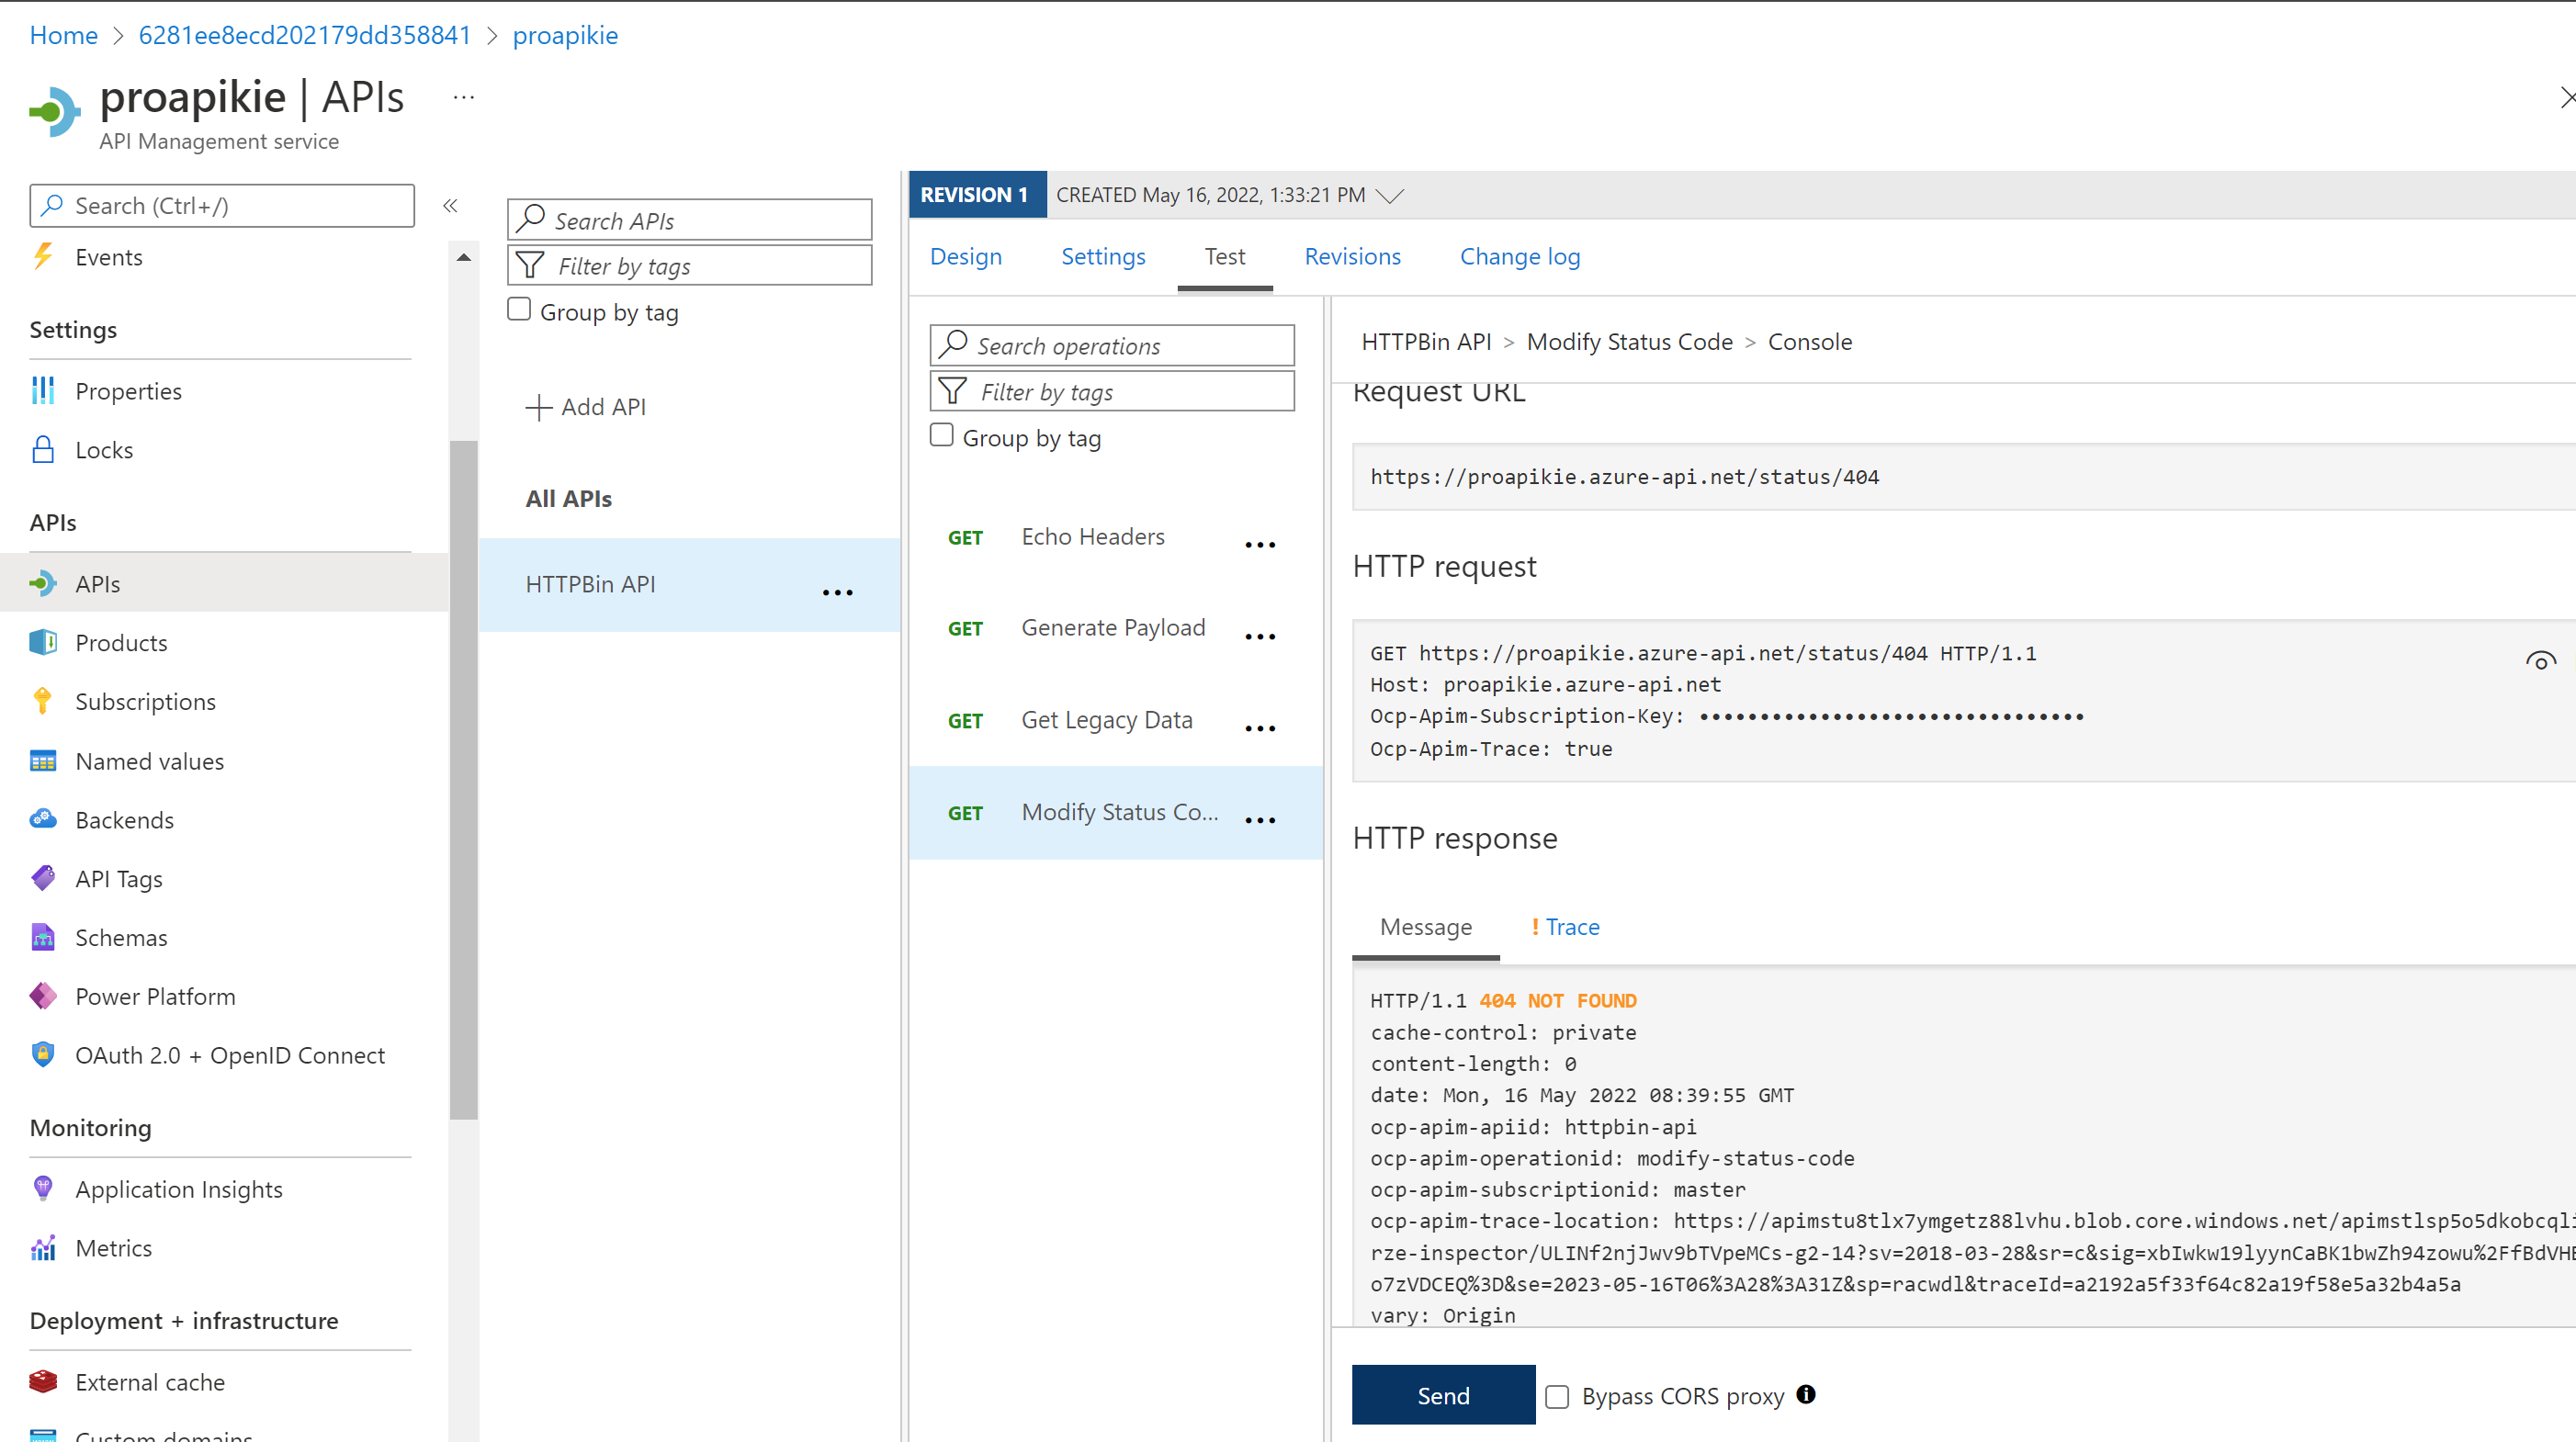 Home > 6281ee8ecd202179dd358841 > proapikie
proapikie | APIs ...
API Management service
Search (Ctrl+/) «
Events
Settings
Properties
Locks
APIs
APIs
Products
Subscriptions
Named values
Backends
API Tags
Schemas
Power Platform
OAuth 2.0 + OpenID Connect
Monitoring
Application Insights
Metrics
Deployment + infrastructure
External cache
Custom domains
Search APIs
Filter by tags
Group by tag
+ Add API
All APIs
HTTPBin API ...
REVISION 1 CREATED May 16, 2022, 1:33:21 PM
Design Settings Test Revisions Change log
Search operations
Filter by tags
Group by tag
GET Echo Headers ...
GET Generate Payload ...
GET Get Legacy Data ...
GET Modify Status Co... ...
HTTPBin API > Modify Status Code > Console
Request URL
https://proapikie.azure-api.net/status/404
HTTP request
GET https://proapikie.azure-api.net/status/404 HTTP/1.1
Host: proapikie.azure-api.net
Ocp-Apim-Subscription-Key: ••••••••••••••••••••••••••••••••
Ocp-Apim-Trace: true
HTTP response
Message ! Trace
HTTP/1.1 404 NOT FOUND
cache-control: private
content-length: 0
date: Mon, 16 May 2022 08:39:55 GMT
ocp-apim-apiid: httpbin-api
ocp-apim-operationid: modify-status-code
ocp-apim-subscriptionid: master
ocp-apim-trace-location: https://apimstu8tlx7ymgetz88lvhu.blob.core.windows.net/apimstlsp5o5dkobcqli
rze-inspector/ULINf2njJwv9bTVpeMCs-g2-14?sv=2018-03-28&sr=c&sig=xbIwkw19lyynCaBK1bwZh94zowu%2FfBdVHE
o7zVDCEQ%3D&se=2023-05-16T06%3A28%3A31Z&sp=racwdl&traceId=a2192a5f33f64c82a19f58e5a32b4a5a
vary: Origin
Send Bypass CORS proxy